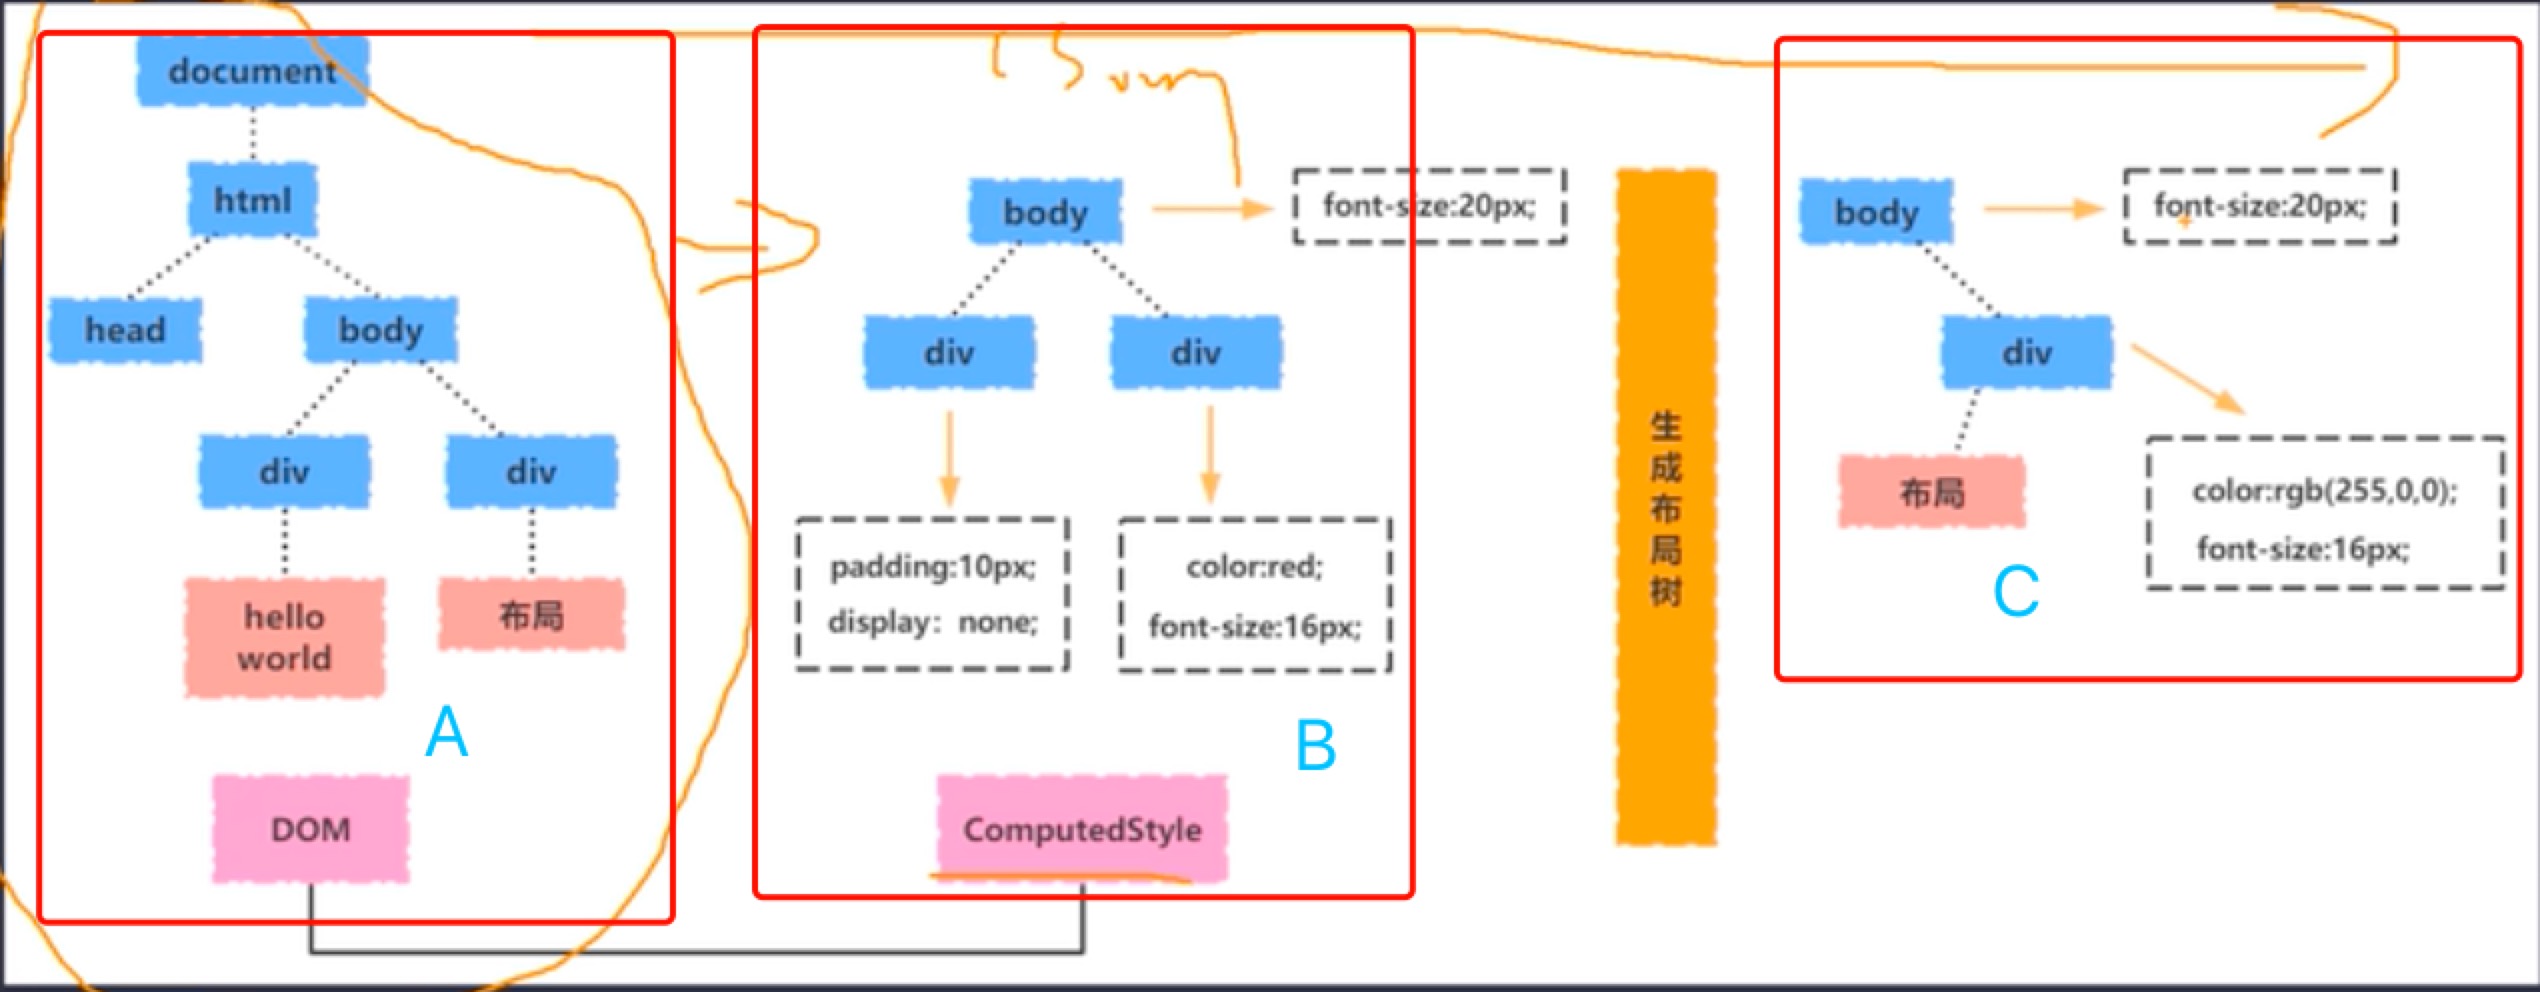 document
html
head
body
div
div
hello
world
布局
A
DOM
body
font-size:20px;
div
div
padding:10px;
display: none;
color:red;
font-size:16px;
B
ComputedStyle
生成布局树
body
font-size:20px;
div
布局
color:rgb(255,0,0);
font-size:16px;
C